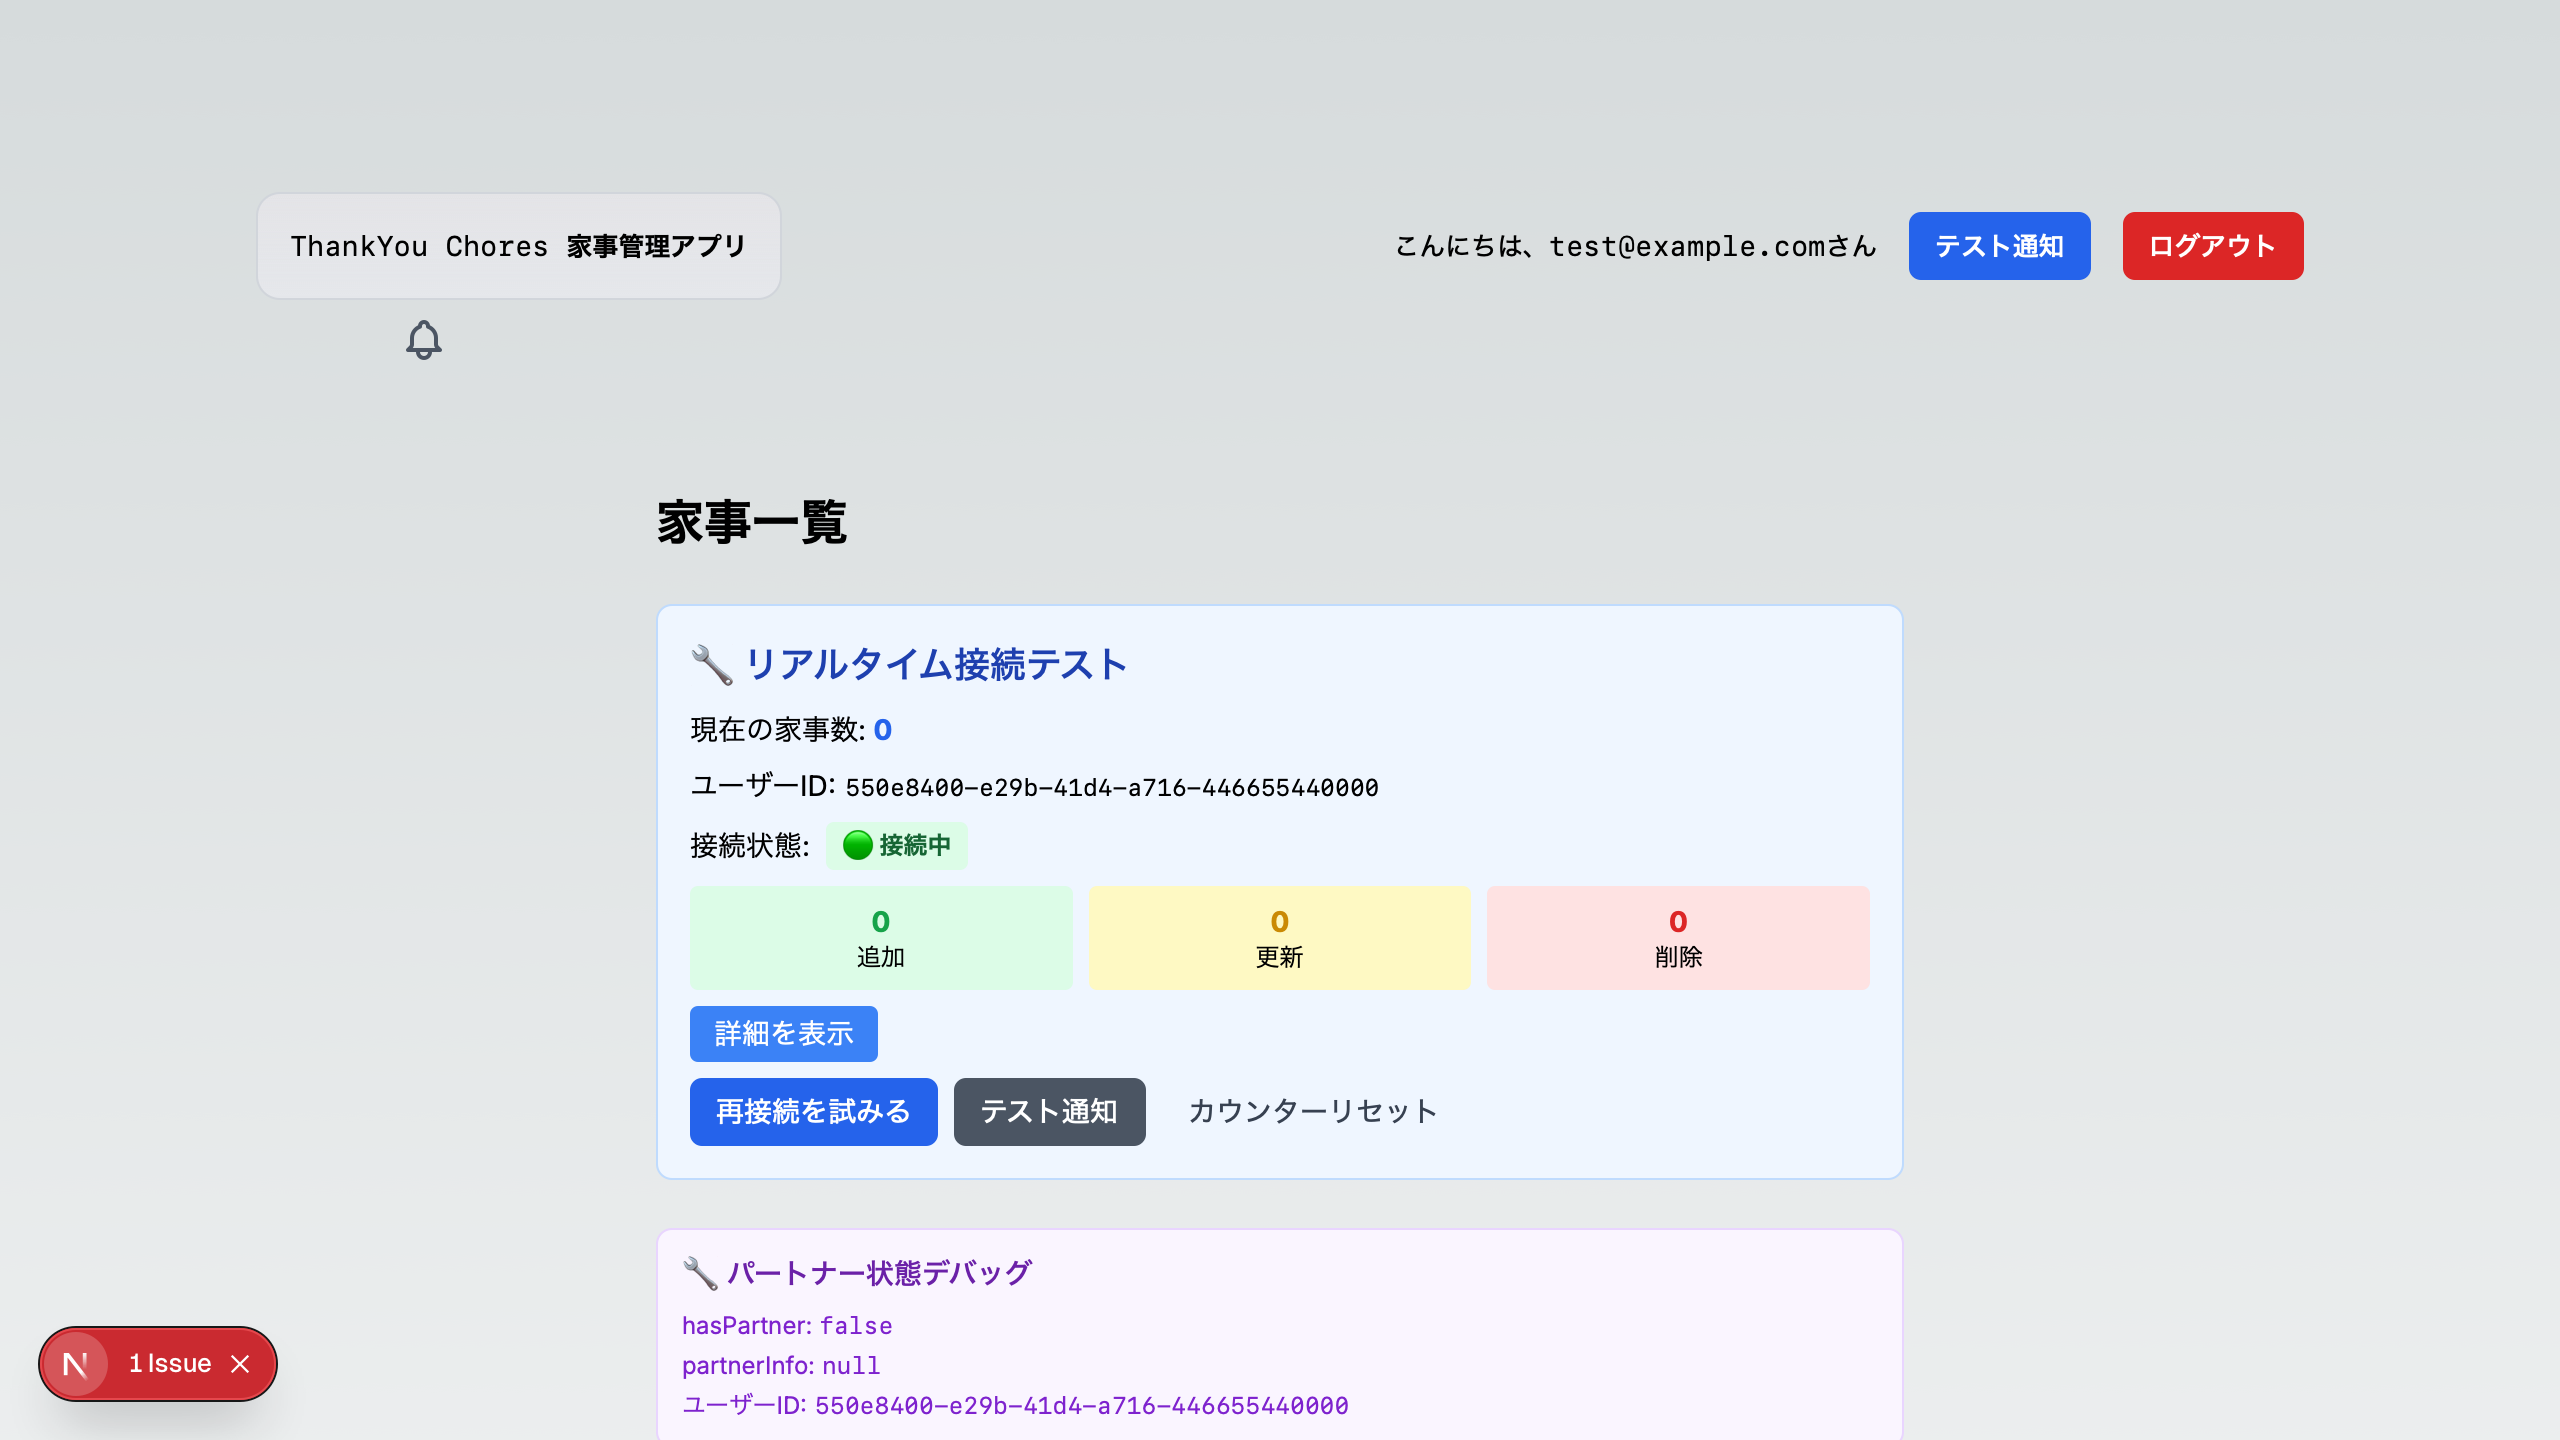 ThankYou Chores 家事管理アプリ
こんにちは、test@example.comさん
テスト通知
ログアウト
家事一覧
リアルタイム接続テスト
現在の家事数: 0
ユーザーID: 550e8400-e29b-41d4-a716-446655440000
接続状態: 接続中
0
追加
0
更新
0
削除
詳細を表示
再接続を試みる
テスト通知
カウンターリセット
パートナー状態デバッグ
hasPartner: false
partnerInfo: null
ユーザーID: 550e8400-e29b-41d4-a716-446655440000
N
1 Issue